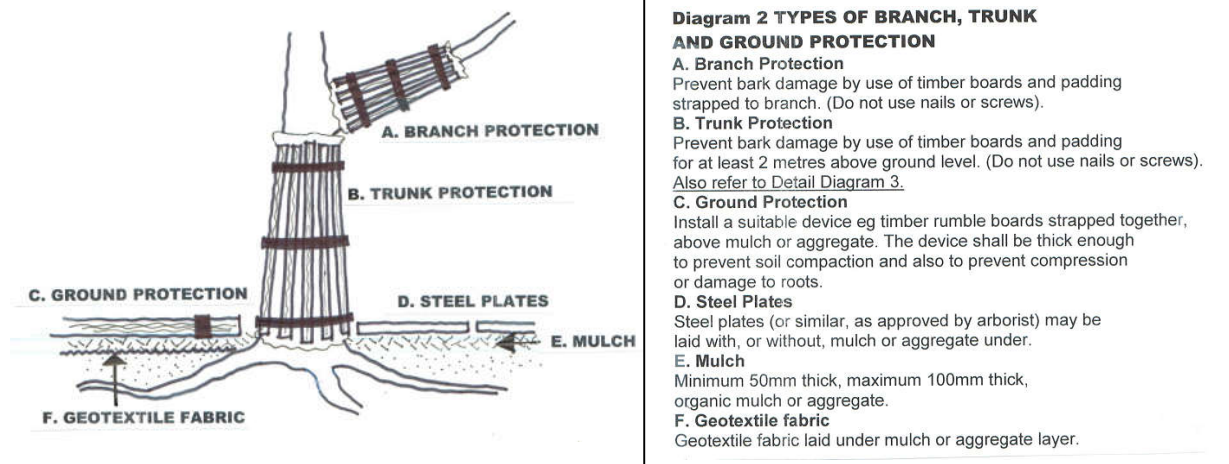 A. BRANCH PROTECTION
B. TRUNK PROTECTION
C. GROUND PROTECTION
D. STEEL PLATES
E. MULCH
F. GEOTEXTILE FABRIC
Diagram 2 TYPES OF BRANCH, TRUNK
AND GROUND PROTECTION
A. Branch Protection
Prevent bark damage by use of timber boards and padding
strapped to branch. (Do not use nails or screws).
B. Trunk Protection
Prevent bark damage by use of timber boards and padding
for at least 2 metres above ground level. (Do not use nails or screws).
Also refer to Detail Diagram 3.
C. Ground Protection
Install a suitable device eg timber rumble boards strapped together,
above mulch or aggregate. The device shall be thick enough
to prevent soil compaction and also to prevent compression
or damage to roots.
D. Steel Plates
Steel plates (or similar, as approved by arborist) may be
laid with, or without, mulch or aggregate under.
E. Mulch
Minimum 50mm thick, maximum 100mm thick,
organic mulch or aggregate.
F. Geotextile fabric
Geotextile fabric laid under mulch or aggregate layer.